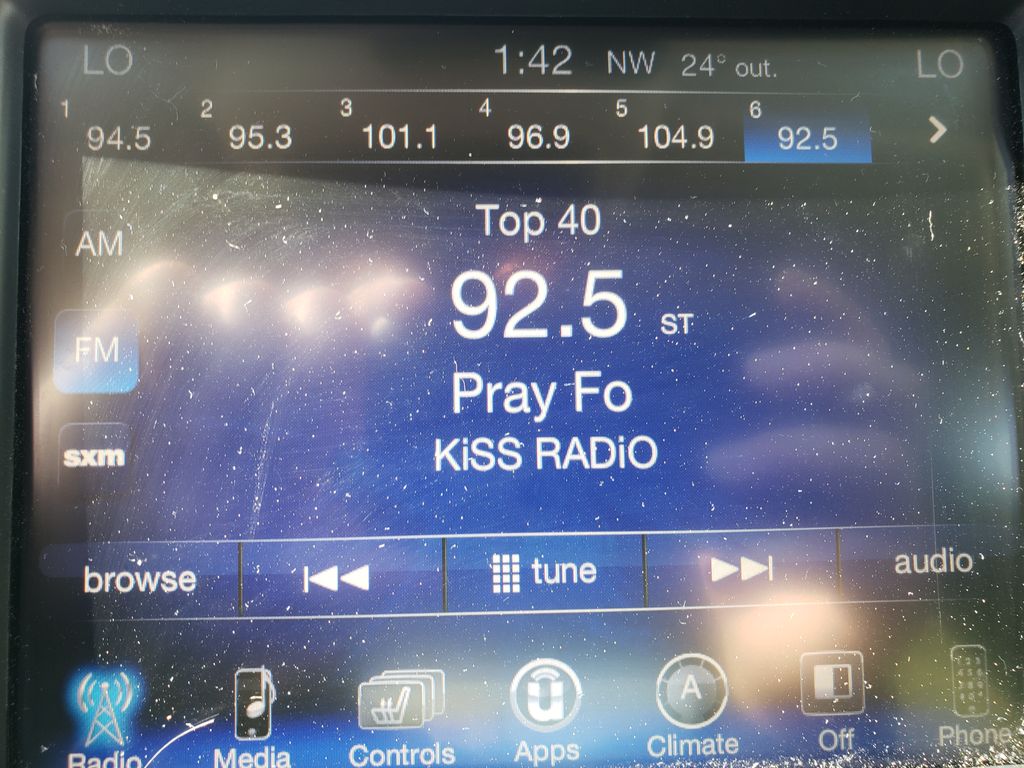 LO 1:42 NW 24° out. LO
1 94.5 2 95.3 3 101.1 4 96.9 5 104.9 6 92.5
Top 40
AM
92.5 ST
FM
Pray Fo
KiSS RADiO
sxm
browse tune audio
A
Radio Media Controls Apps Climate Off Phone